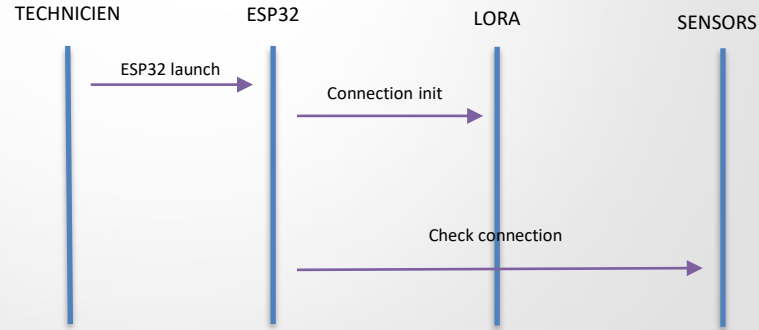 TECHNICIEN
ESP32
LORA
SENSORS
ESP32 launch
Connection init
Check connection